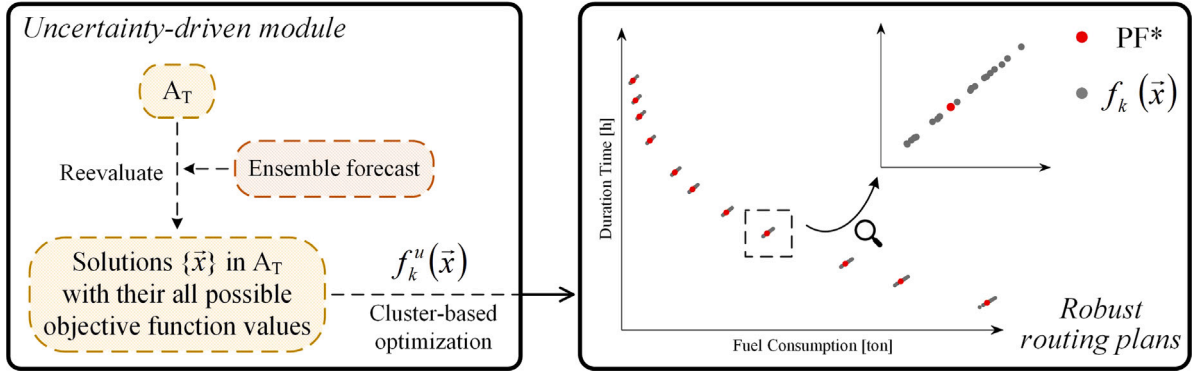 Uncertainty-driven module
A_T
Reevaluate
Ensemble forecast
Solutions {x⃗} in A_T
with their all possible
objective function values
f_k^u(x⃗)
Cluster-based
optimization
Duration Time [h]
Fuel Consumption [ton]
PF*
f_k(x⃗)
Robust
routing plans